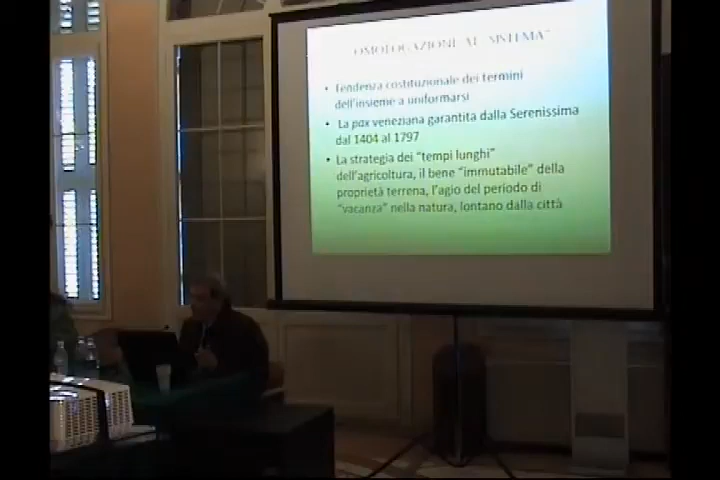 "OMOLOGAZIONE AL "SISTEMA"
• Tendenza costituzionale dei termini
dell'insieme a uniformarsi
• La pax veneziana garantita dalla Serenissima
dal 1404 al 1797
• La strategia dei "tempi lunghi"
dell'agricoltura, il bene "immutabile" della
proprietà terrena, l'agio del periodo di
"vacanza" nella natura, lontano dalla città